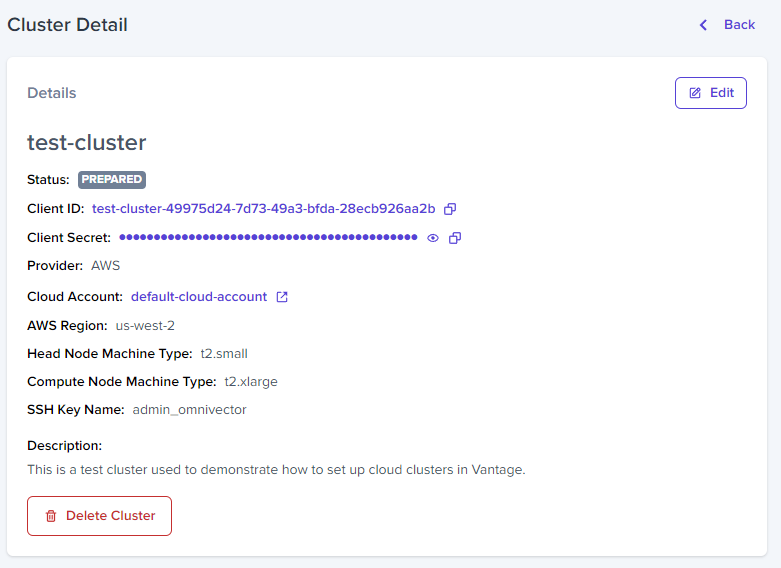 Cluster Detail
Back
Details
Edit
test-cluster
Status: PREPARED
Client ID: test-cluster-49975d24-7d73-49a3-bfda-28ecb926aa2b
Client Secret: ••••••••••••••••••••••••••••••••••••••••••••
Provider: AWS
Cloud Account: default-cloud-account
AWS Region: us-west-2
Head Node Machine Type: t2.small
Compute Node Machine Type: t2.xlarge
SSH Key Name: admin_omnivector
Description:
This is a test cluster used to demonstrate how to set up cloud clusters in Vantage.
Delete Cluster